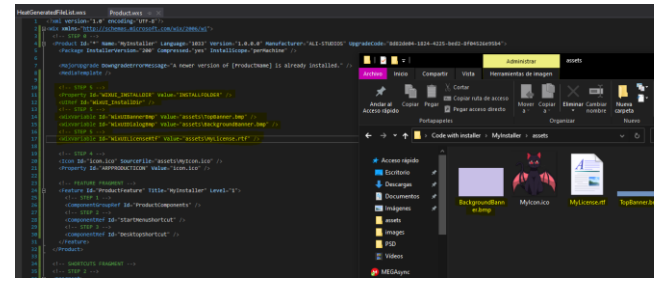 HeatGeneratedFileList.wxs Product.wxs
<?xml version="1.0" encoding="UTF-8"?>
<Wix xmlns="http://schemas.microsoft.com/wix/2006/wi">
<!-- STEP 0 -->
<Product Id="*" Name="MyInstaller" Language="1033" Version="1.0.0.0" Manufacturer="ALI-STUDIOS" UpgradeCode=
<Package InstallerVersion="200" Compressed="yes" InstallScope="perMachine" />
<MajorUpgrade DowngradeErrorMessage="A newer version of [ProductName] is already installed." />
<MediaTemplate />
<!-- STEP 5 -->
<Property Id="WIXUI_INSTALLDIR" Value="INSTALLFOLDER" />
<UIRef Id="WixUI_InstallDir" />
<!-- STEP 6 -->
<WixVariable Id="WixUIBannerBmp" Value="assets\TopBanner.bmp" />
<WixVariable Id="WixUIDialogBmp" Value="assets\BackgroundBanner.bmp" />
<!-- STEP 6 -->
<WixVariable Id="WixUILicenseRtf" Value="assets\MyLicense.rtf" />
<!-- STEP 4 -->
<Icon Id="icon.ico" SourceFile="assets\MyIcon.ico" />
<Property Id="ARPPRODUCTICON" Value="icon.ico" />
<!-- FEATURE FRAGMENT -->
<Feature Id="ProductFeature" Title="MyInstaller" Level="1">
<!-- STEP 1 -->
<ComponentGroupRef Id="ProductComponents" />
<!-- STEP 2 -->
<ComponentRef Id="StartMenuShortcut" />
<!-- STEP 3 -->
<ComponentRef Id="DesktopShortcut" />
</Feature>
</Product>
<!-- SHORTCUTS FRAGMENT -->
<!-- STEP 2 -->
Administrar assets
Archivo Inicio Compartir Vista Herramientas de imagen
Anclar al Acceso rápido
Copiar
Pegar
Cortar
Copiar ruta de acceso
Pegar acceso directo
Mover a
Copiar a
Eliminar
Cambiar nombre
Nueva carpeta
Portapapeles Organizar Nuevo
Code with installer > MyInstaller > assets
Acceso rápido
Escritorio
Descargas
Documentos
Imágenes
assets
images
PSD
Videos
MEGAsync
BackgroundBann
er.bmp
MyIcon.ico
MyLicense.rtf
TopBanner.b